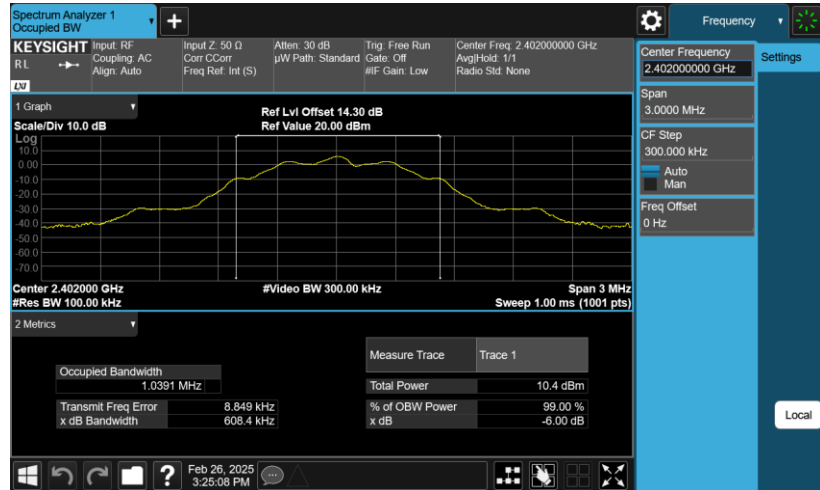 Spectrum Analyzer 1
Occupied BW
Frequency
KEYSIGHT
RL
LXI
Input: RF
Coupling: AC
Align: Auto
Input Z: 50 Ω
Corr CCorr
Freq Ref: Int (S)
Atten: 30 dB
µW Path: Standard
Trig: Free Run
Gate: Off
#IF Gain: Low
Center Freq: 2.402000000 GHz
Avg|Hold: 1/1
Radio Std: None
Center Frequency
2.402000000 GHz
Settings
Span
3.0000 MHz
CF Step
300.000 kHz
Auto
Man
Freq Offset
0 Hz
Local
1 Graph
Scale/Div 10.0 dB
Ref Lvl Offset 14.30 dB
Ref Value 20.00 dBm
Log
10.0
0.00
-10.0
-20.0
-30.0
-40.0
-50.0
-60.0
-70.0
Center 2.402000 GHz
#Res BW 100.00 kHz
#Video BW 300.00 kHz
Span 3 MHz
Sweep 1.00 ms (1001 pts)
2 Metrics
Measure Trace Trace 1
Occupied Bandwidth
1.0391 MHz
Total Power 10.4 dBm
Transmit Freq Error 8.849 kHz
% of OBW Power 99.00 %
x dB Bandwidth 608.4 kHz
x dB -6.00 dB
?
Feb 26, 2025
3:25:08 PM